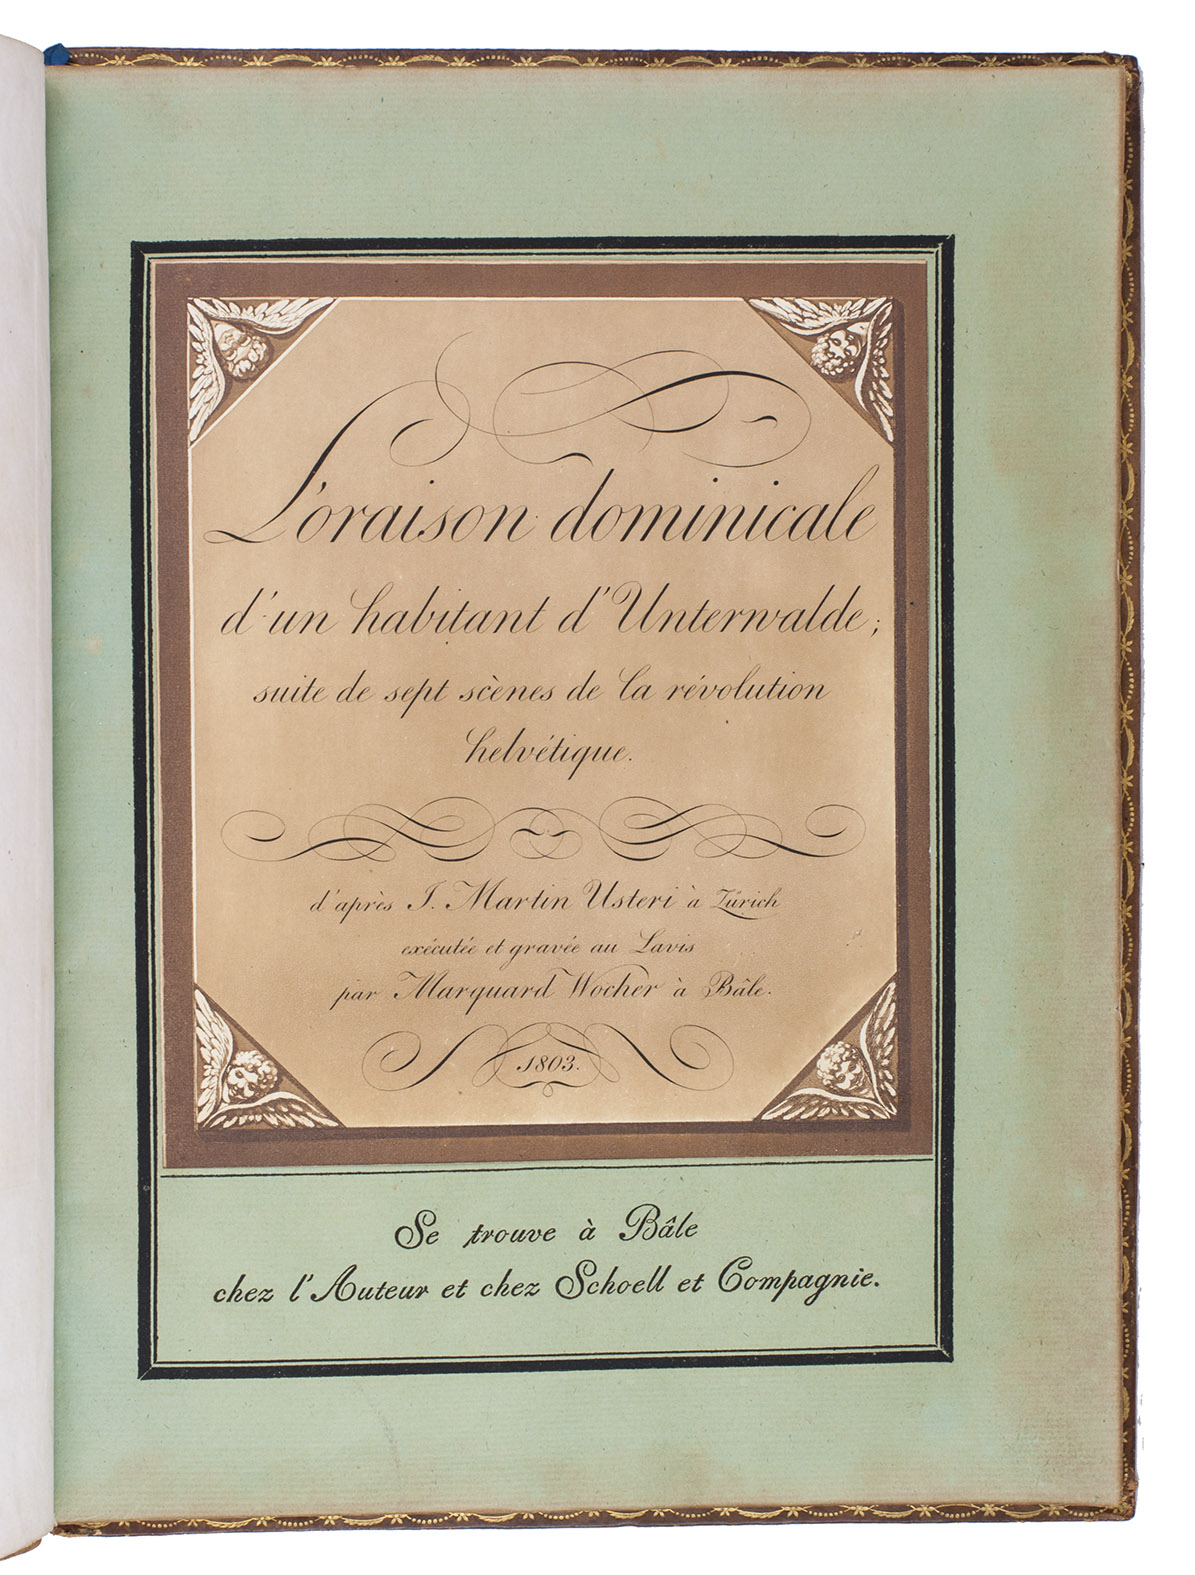 L'oraison dominicale
d'un habitant d'Unterwalde;
suite de sept scènes de la révolution
helvétique.
d'après J. Martin Usteri à Zürich
exécutée et gravée au Lavis
par Marquard Wocher à Bâle.
1803.
Se trouve à Bâle
chez l'Auteur et chez Schoell et Compagnie.